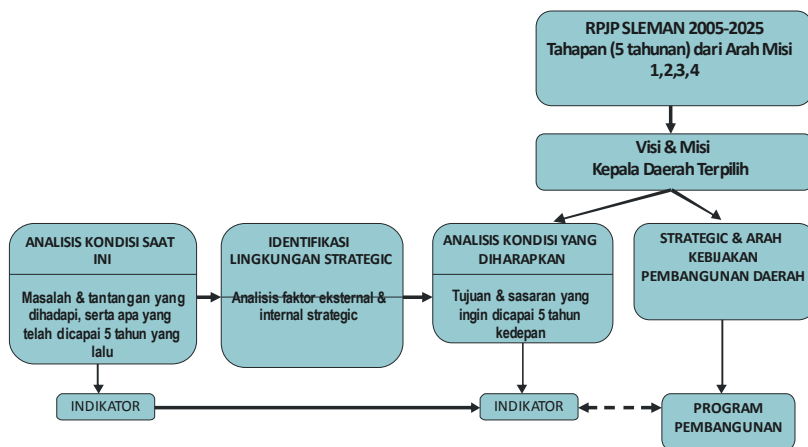 RPJP SLEMAN 2005-2025
Tahapan (5 tahunan) dari Arah Misi
1,2,3,4
Visi & Misi
Kepala Daerah Terpilih
ANALISIS KONDISI SAAT
INI
Masalah & tantangan yang
dihadapi, serta apa yang
telah dicapai 5 tahun yang
lalu
IDENTIFIKASI
LINGKUNGAN STRATEGIC
Analisis faktor eksternal &
internal strategic
ANALISIS KONDISI YANG
DIHARAPKAN
Tujuan & sasaran yang
ingin dicapai 5 tahun
kedepan
STRATEGIC & ARAH
KEBIJAKAN
PEMBANGUNAN DAERAH
INDIKATOR
INDIKATOR
PROGRAM
PEMBANGUNAN